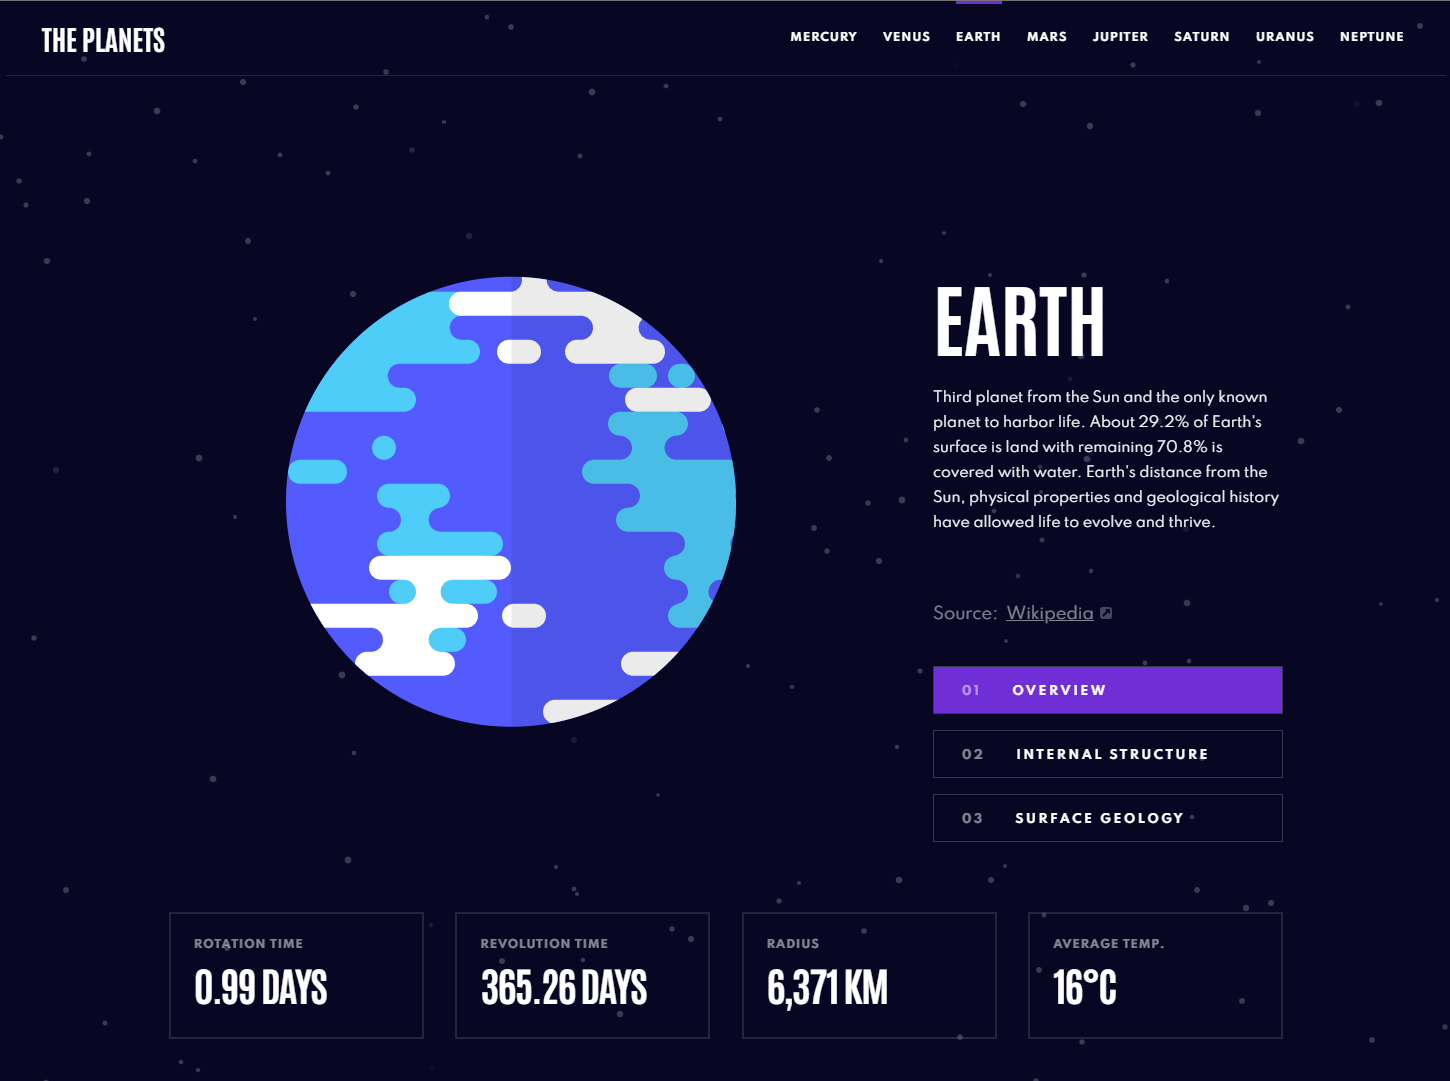 THE PLANETS
MERCURY VENUS EARTH MARS JUPITER SATURN URANUS NEPTUNE
EARTH
Third planet from the Sun and the only known
planet to harbor life. About 29.2% of Earth's
surface is land with remaining 70.8% is
covered with water. Earth's distance from the
Sun, physical properties and geological history
have allowed life to evolve and thrive.
Source: Wikipedia
01 OVERVIEW
02 INTERNAL STRUCTURE
03 SURFACE GEOLOGY
ROTATION TIME
0.99 DAYS
REVOLUTION TIME
365.26 DAYS
RADIUS
6,371 KM
AVERAGE TEMP.
16°C